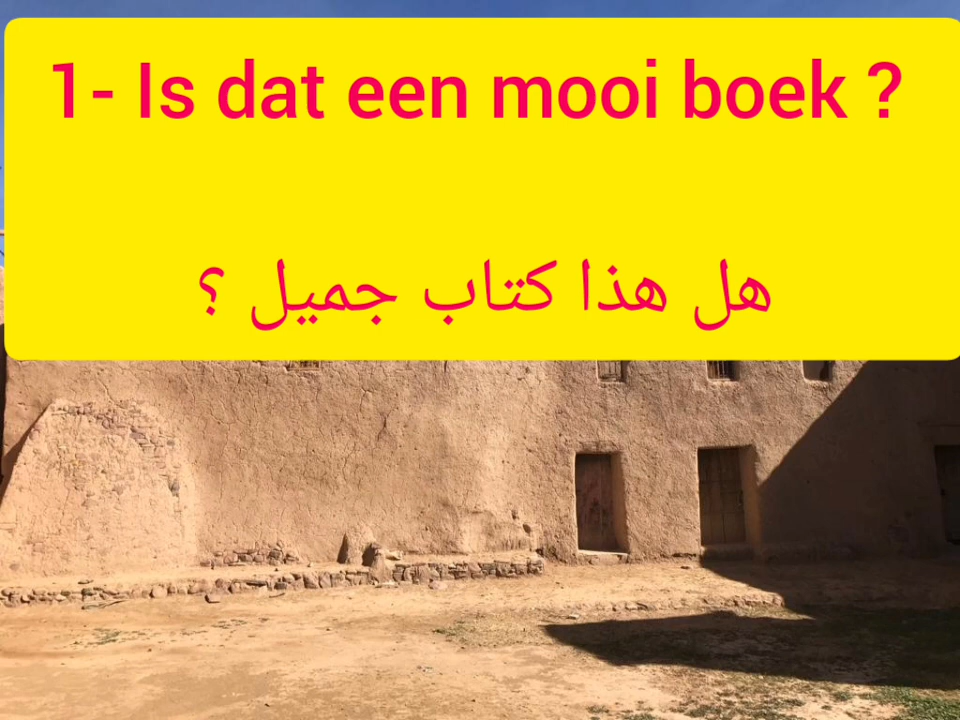 1- Is dat een mooi boek ?
هل هذا كتاب جميل ؟